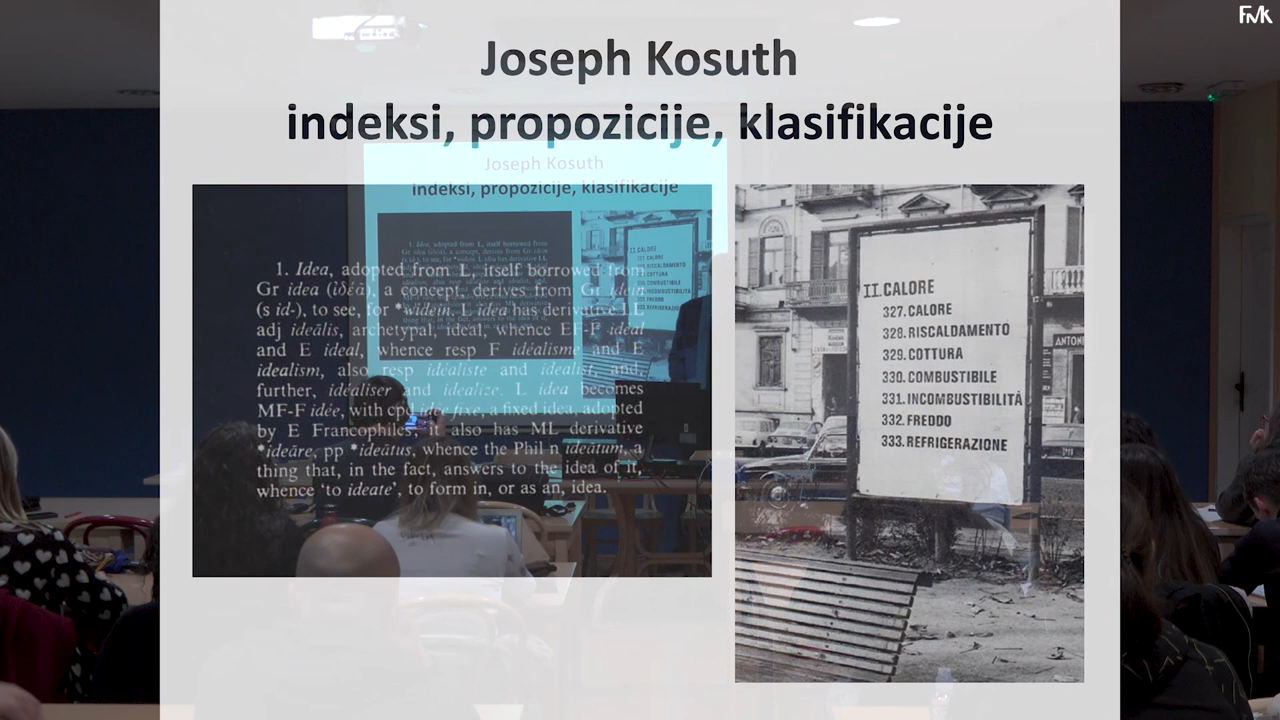 FMK
Joseph Kosuth
indeksi, propozicije, klasifikacije
Joseph Kosuth
indeksi, propozicije, klasifikacije
1. Idea, adopted from L, itself borrowed from
Gr idea (ἰδέα), a concept, derives from Gr idein
(s id-), to see, for *widein. L idea has derivative LL
adj ideālis, archetypal, ideal, whence EF-F ideal
and E ideal, whence resp F idéalisme and E
idealism, also resp idéaliste and idealist, and,
further, idéaliser and idealize. L idea becomes
MF-F idée, with cpd idée fixe, a fixed idea, adopted
by E Francophiles; it also has ML derivative
*ideāre, pp *ideātus, whence the Phil n ideātum, a
thing that, in the fact, answers to the idea of it,
whence ‘to ideate’, to form in, or as an, idea.
II.CALORE
327.CALORE
328.RISCALDAMENTO
329.COTTURA
330.COMBUSTIBILE
331.INCOMBUSTIBILITÀ
332.FREDDO
333.REFRIGERAZIONE
ANTON